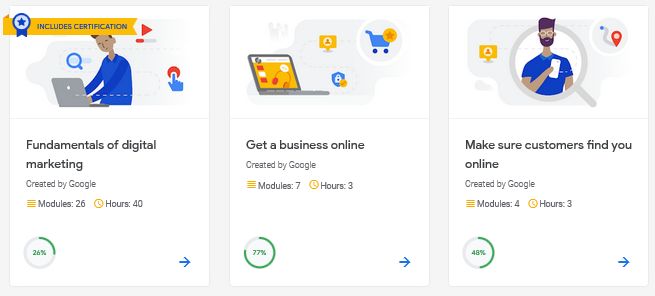 INCLUDES CERTIFICATION
Fundamentals of digital
marketing
Created by Google
Modules: 26 Hours: 40
26%
Get a business online
Created by Google
Modules: 7 Hours: 3
77%
Make sure customers find you
online
Created by Google
Modules: 4 Hours: 3
48%